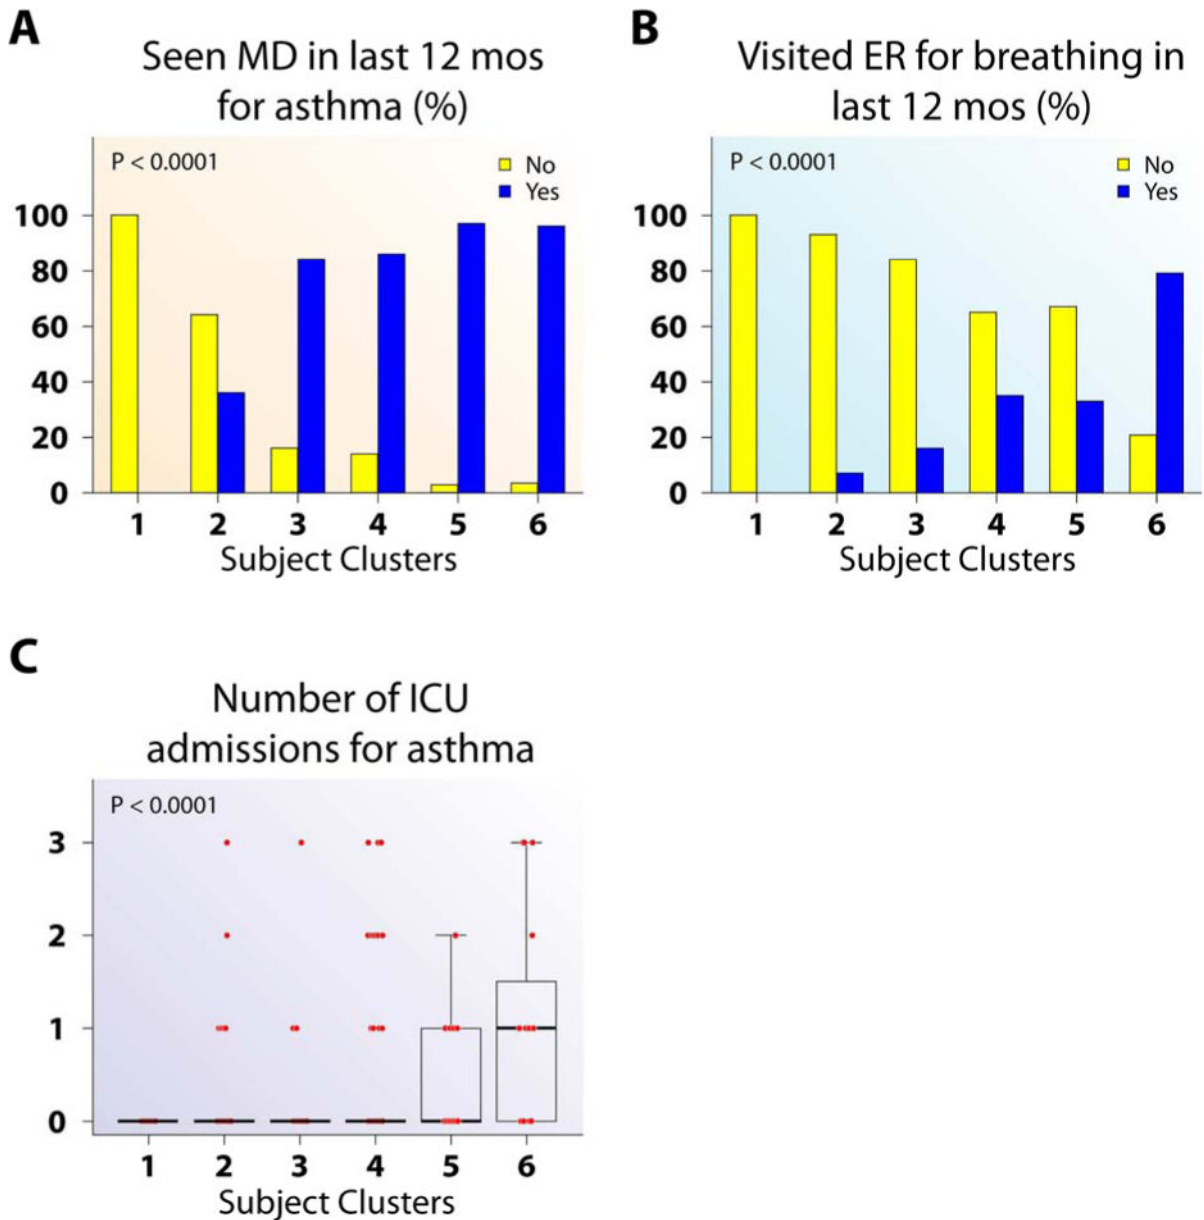 A
Seen MD in last 12 mos
for asthma (%)
P < 0.0001
No
Yes
100
80
60
40
20
0
1 2 3 4 5 6
Subject Clusters
B
Visited ER for breathing in
last 12 mos (%)
P < 0.0001
No
Yes
100
80
60
40
20
0
1 2 3 4 5 6
Subject Clusters
C
Number of ICU
admissions for asthma
P < 0.0001
3
2
1
0
1 2 3 4 5 6
Subject Clusters